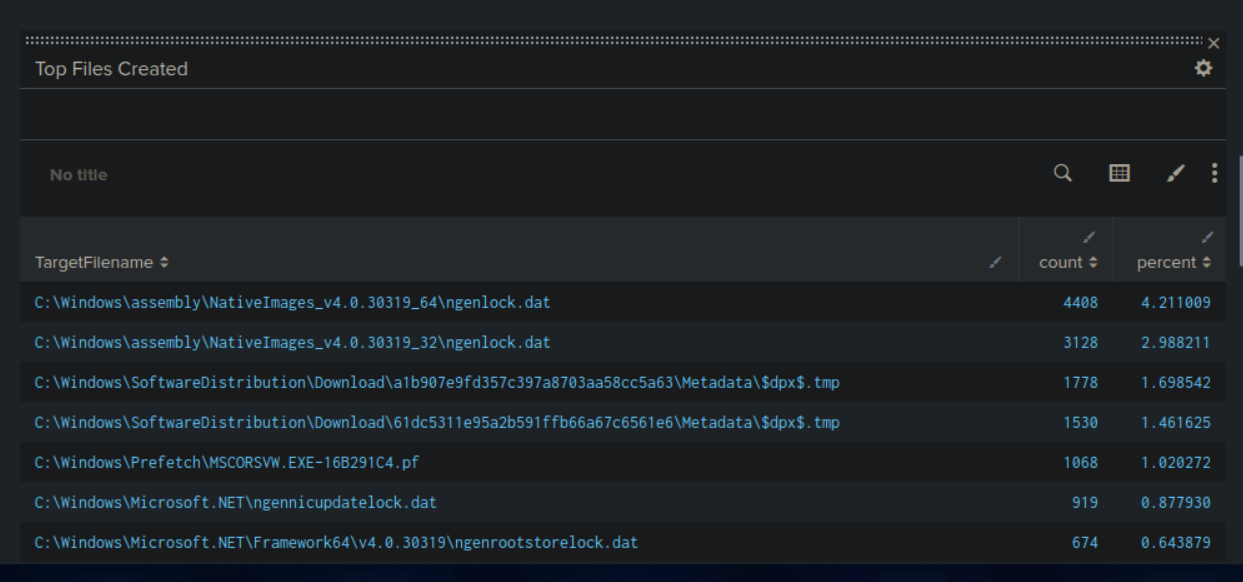 Top Files Created
No title
TargetFilename count percent
C:\Windows\assembly\NativeImages_v4.0.30319_64\ngenlock.dat 4408 4.211009
C:\Windows\assembly\NativeImages_v4.0.30319_32\ngenlock.dat 3128 2.988211
C:\Windows\SoftwareDistribution\Download\a1b907e9fd357c397a8703aa58cc5a63\Metadata\$dpx$.tmp 1778 1.698542
C:\Windows\SoftwareDistribution\Download\61dc5311e95a2b591ffb66a67c6561e6\Metadata\$dpx$.tmp 1530 1.461625
C:\Windows\Prefetch\MSCORSVW.EXE-16B291C4.pf 1068 1.020272
C:\Windows\Microsoft.NET\ngennicupdatelock.dat 919 0.877930
C:\Windows\Microsoft.NET\Framework64\v4.0.30319\ngenrootstorelock.dat 674 0.643879